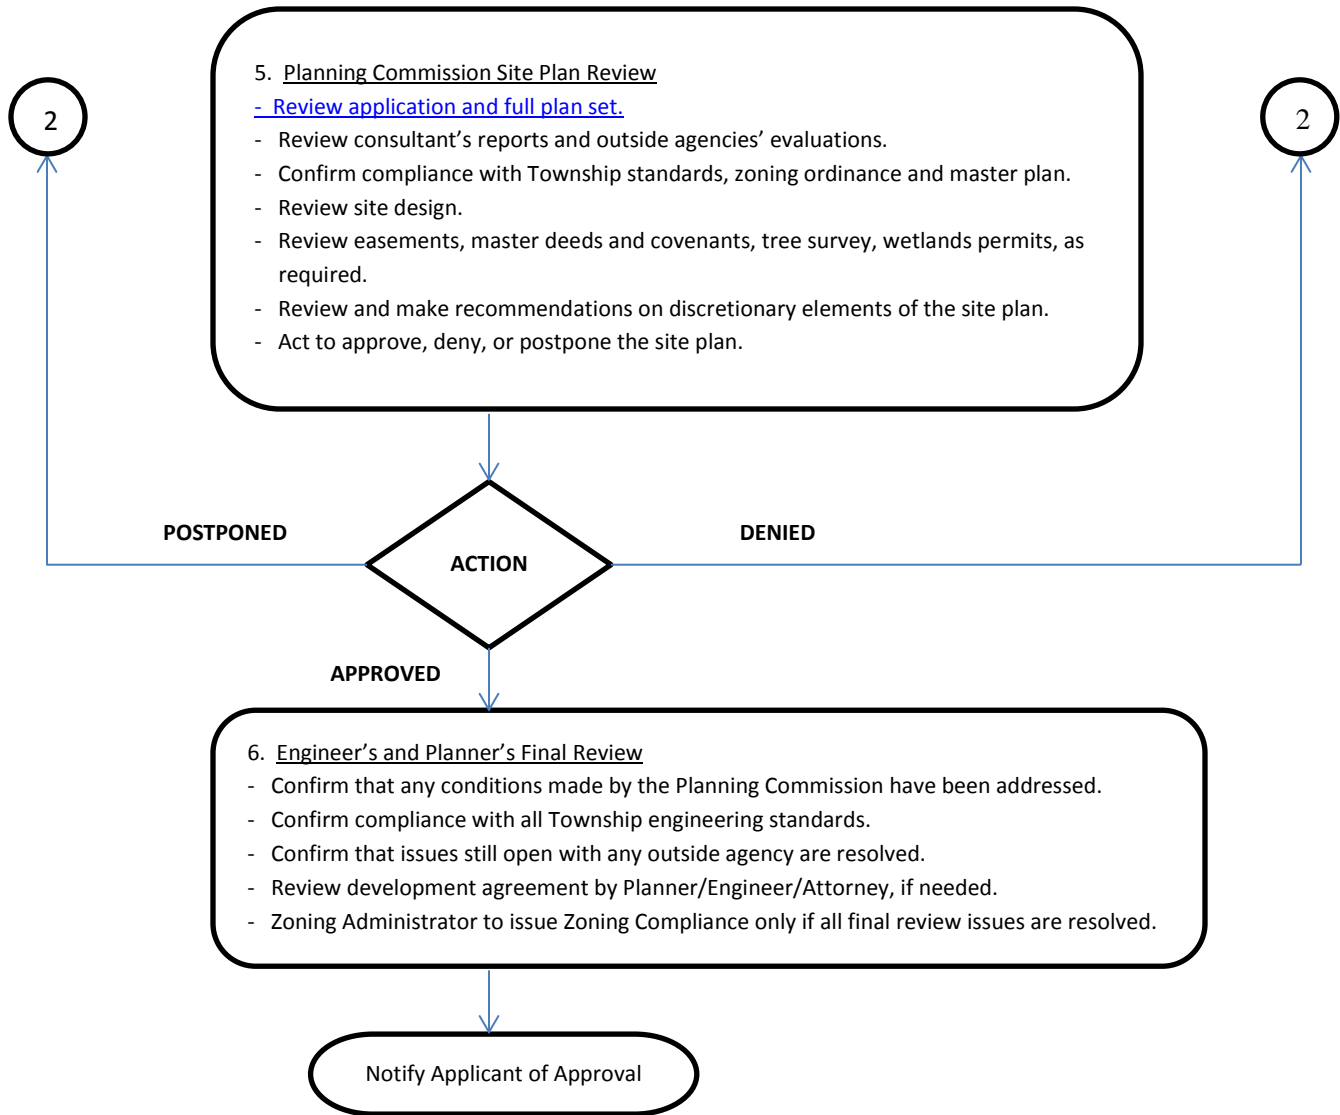 5. Planning Commission Site Plan Review
- Review application and full plan set.
2
2
- Review consultant’s reports and outside agencies’ evaluations.
- Confirm compliance with Township standards, zoning ordinance and master plan.
- Review site design.
- Review easements, master deeds and covenants, tree survey, wetlands permits, as
required.
- Review and make recommendations on discretionary elements of the site plan.
- Act to approve, deny, or postpone the site plan.
POSTPONED
DENIED
ACTION
APPROVED
6. Engineer’s and Planner’s Final Review
- Confirm that any conditions made by the Planning Commission have been addressed.
- Confirm compliance with all Township engineering standards.
- Confirm that issues still open with any outside agency are resolved.
- Review development agreement by Planner/Engineer/Attorney, if needed.
- Zoning Administrator to issue Zoning Compliance only if all final review issues are resolved.
Notify Applicant of Approval